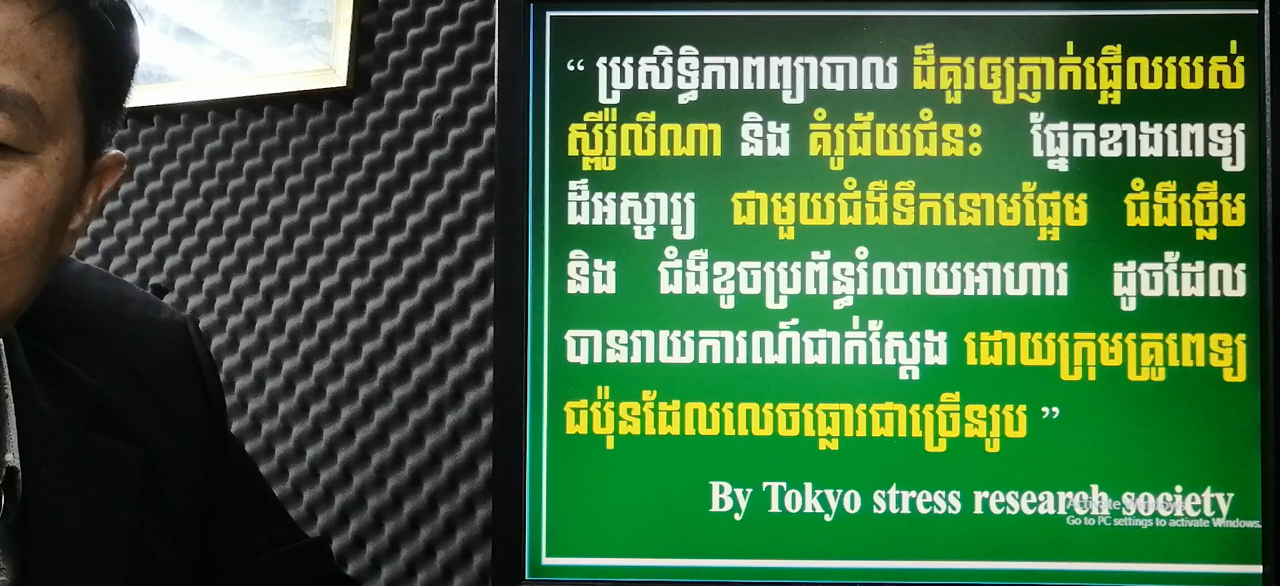 “ ប្រសិទ្ធិភាពព្យាបាល ដ៏គួរឲ្យភ្ញាក់ផ្អើលរបស់
ស្ពីរ៉ូលីណា និង គំរូជ័យជំនះ ផ្នែកខាងពេទ្យ
ដ៏អស្ចារ្យ ជាមួយជំងឺទឹកនោមផ្អែម ជំងឺថ្លើម
និង ជំងឺខូចប្រព័ន្ធរំលាយអាហារ ដូចដែល
បានរាយការណ៍ជាក់ស្តែង ដោយក្រុមគ្រូពេទ្យ
ជប៉ុនដែលលេចធ្លោរជាច្រើនរូប ”
By Tokyo stress research society
Activate Windows
Go to PC settings to activate Windows.